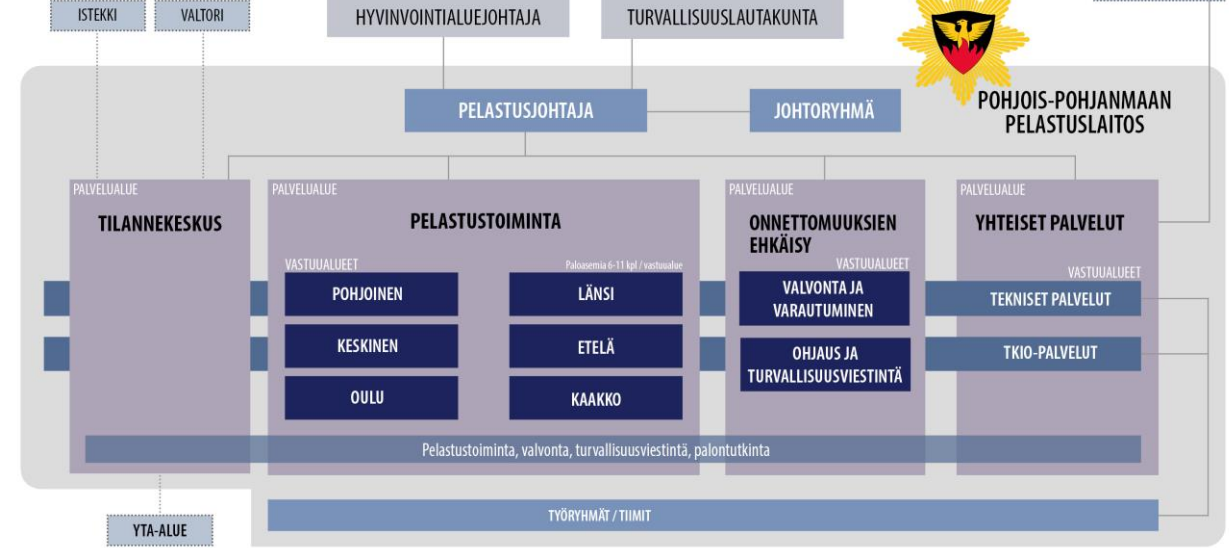 ISTEKKI
VALTORI
HYVINVOINTIALUEJOHTAJA
TURVALLISUUSLAUTAKUNTA
PELASTUSJOHTAJA
JOHTORYHMÄ
POHJOIS-POHJANMAAN
PELASTUSLAITOS
PALVELUALUE
TILANNEKESKUS
PALVELUALUE
PELASTUSTOIMINTA
VASTUUALUEET
Paloasemia 6-11 kpl / vastuualue
POHJOINEN
LÄNSI
KESKINEN
ETELÄ
OULU
KAAKKO
PALVELUALUE
ONNETTOMUUKSIEN
EHKÄISY
VASTUUALUEET
VALVONTA JA
VARAUTUMINEN
OHJAUS JA
TURVALLISUUSVIESTINTÄ
PALVELUALUE
YHTEISET PALVELUT
VASTUUALUEET
TEKNISET PALVELUT
TKIO-PALVELUT
Pelastustoiminta, valvonta, turvallisuusviestintä, palontutkinta
TYÖRYHMÄT / TIIMIT
YTA-ALUE